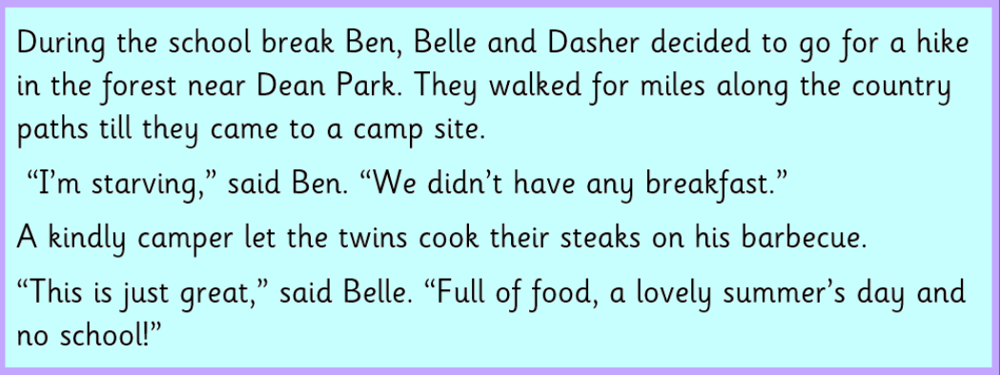 During the school break Ben, Belle and Dasher decided to go for a hike
in the forest near Dean Park. They walked for miles along the country
paths till they came to a camp site.
“I’m starving,” said Ben. “We didn’t have any breakfast.”
A kindly camper let the twins cook their steaks on his barbecue.
“This is just great,” said Belle. “Full of food, a lovely summer’s day and
no school!”